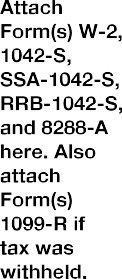 Attach
Form(s) W-2,
1042-S,
SSA-1042-S,
RRB-1042-S,
and 8288-A
here. Also
attach
Form(s)
1099-R if
tax was
withheld.